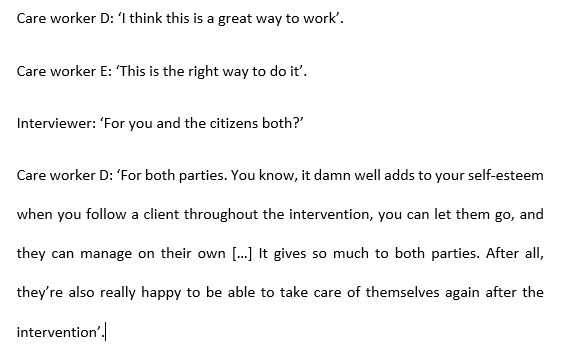 Care worker D: ‘I think this is a great way to work’.
Care worker E: ‘This is the right way to do it’.
Interviewer: ‘For you and the citizens both?’
Care worker D: ‘For both parties. You know, it damn well adds to your self-esteem
when you follow a client throughout the intervention, you can let them go, and
they can manage on their own [...] It gives so much to both parties. After all,
they’re also really happy to be able to take care of themselves again after the
intervention’.